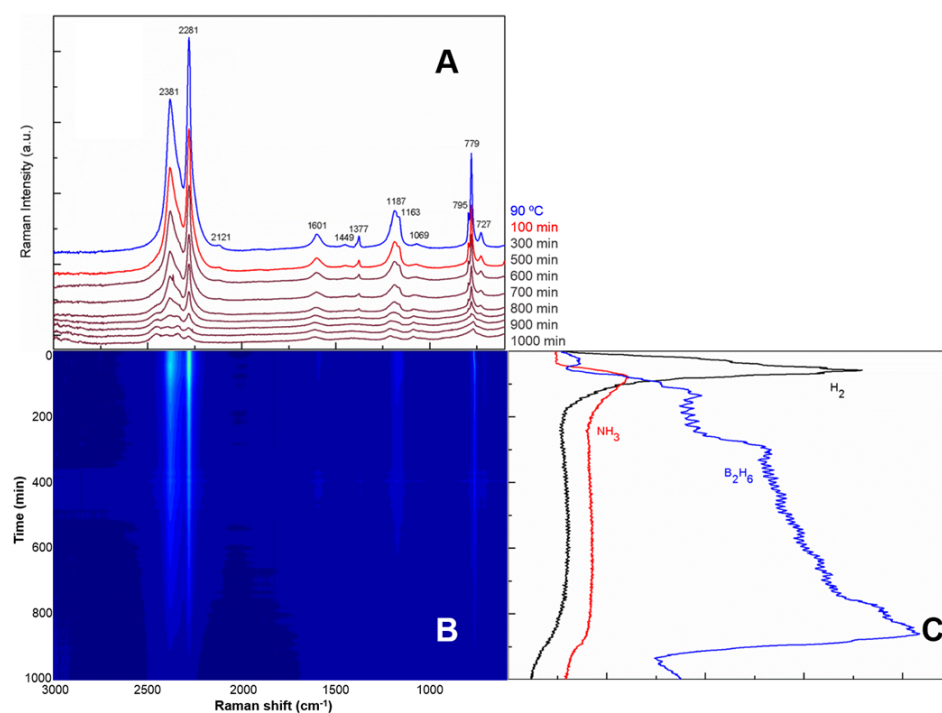 A
Raman Intensity (a.u.)
2281
2381
2121
1601
1449
1377
1187
1163
1069
795
779
727
90 ºC
100 min
300 min
500 min
600 min
700 min
800 min
900 min
1000 min
B
Time (min)
0
200
400
600
800
1000
3000
2500
2000
1500
1000
Raman shift (cm⁻¹)
C
H₂
NH₃
B₂H₆